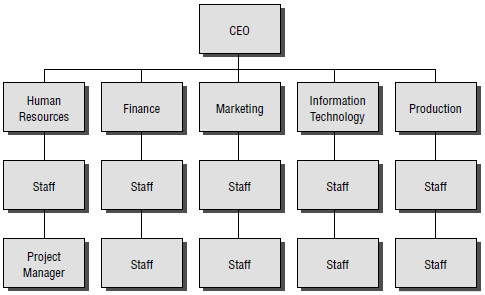 CEO
Human
Resources
Finance
Marketing
Information
Technology
Production
Staff
Staff
Staff
Staff
Staff
Project
Manager
Staff
Staff
Staff
Staff